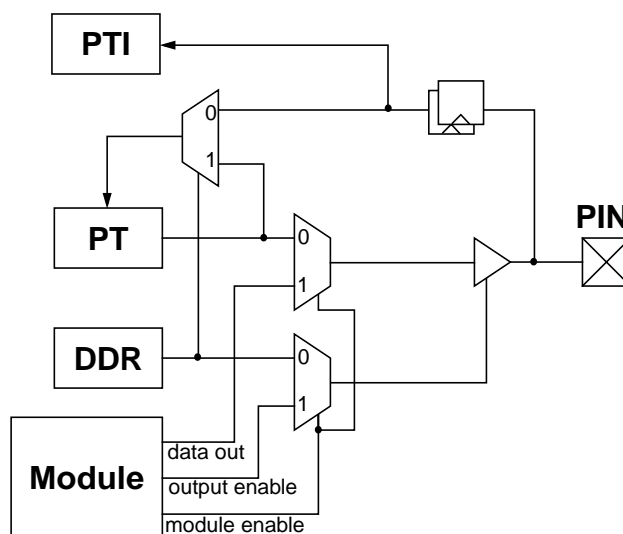 PTI
0
1
PT
PIN
0
1
DDR
0
1
Module
data out
output enable
module enable